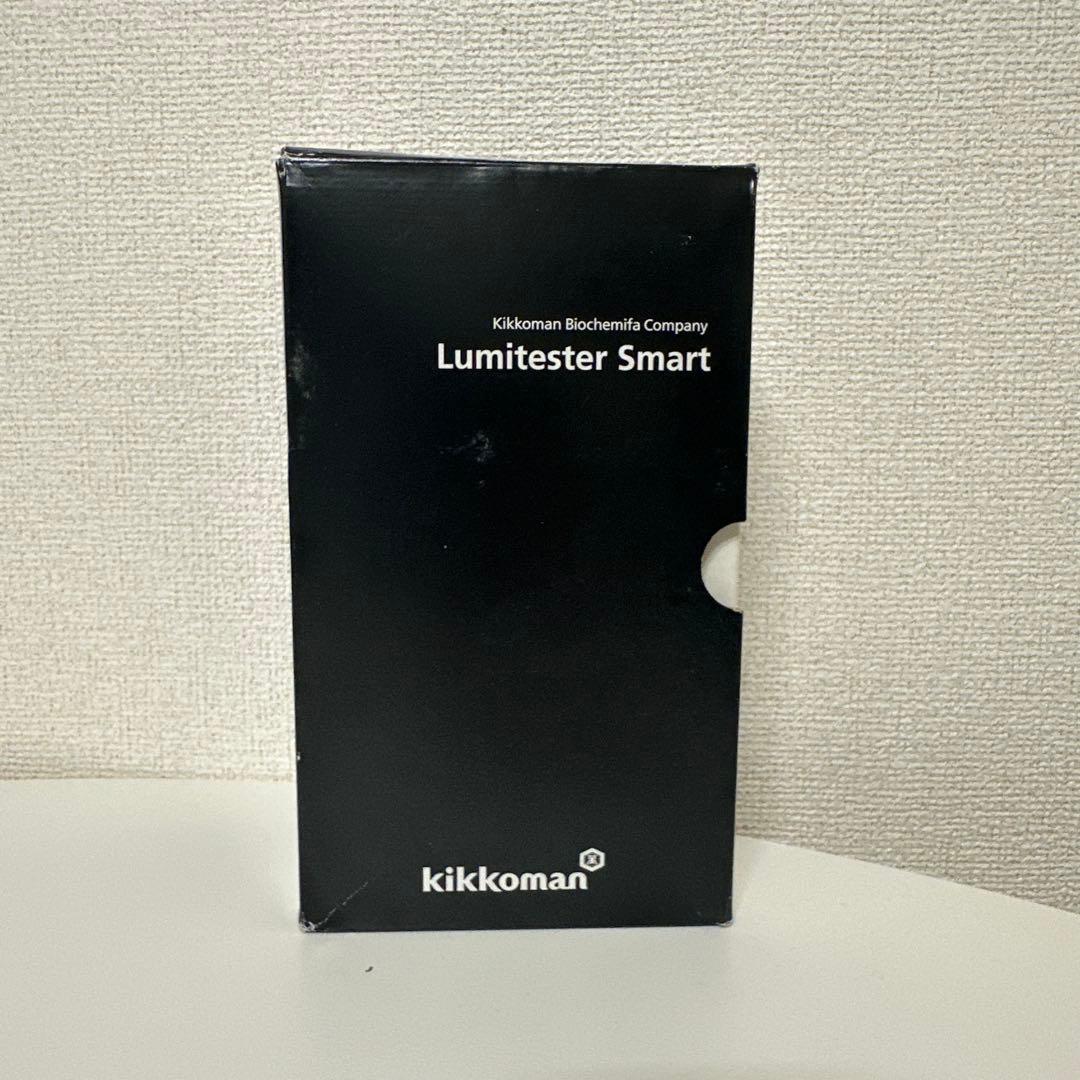 Kikkoman Biochemifa Company
Lumitester Smart
kikkoman